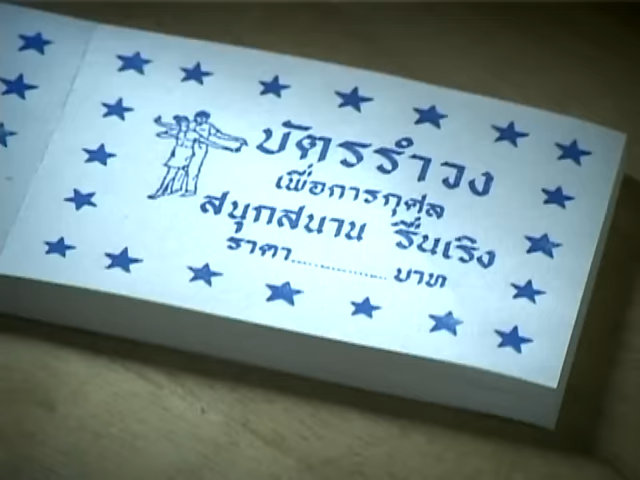 บัตรรำวง
เพื่อการกุศล
สนุกสนาน รื่นเริง
ราคา................. บาท